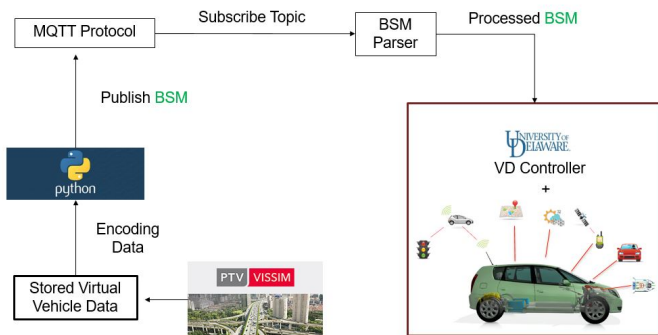 MQTT Protocol
Subscribe Topic
BSM
Parser
Processed BSM
Publish BSM
python
Encoding
Data
Stored Virtual
Vehicle Data
PTV VISSIM
UNIVERSITY OF
DELAWARE.
VD Controller
+